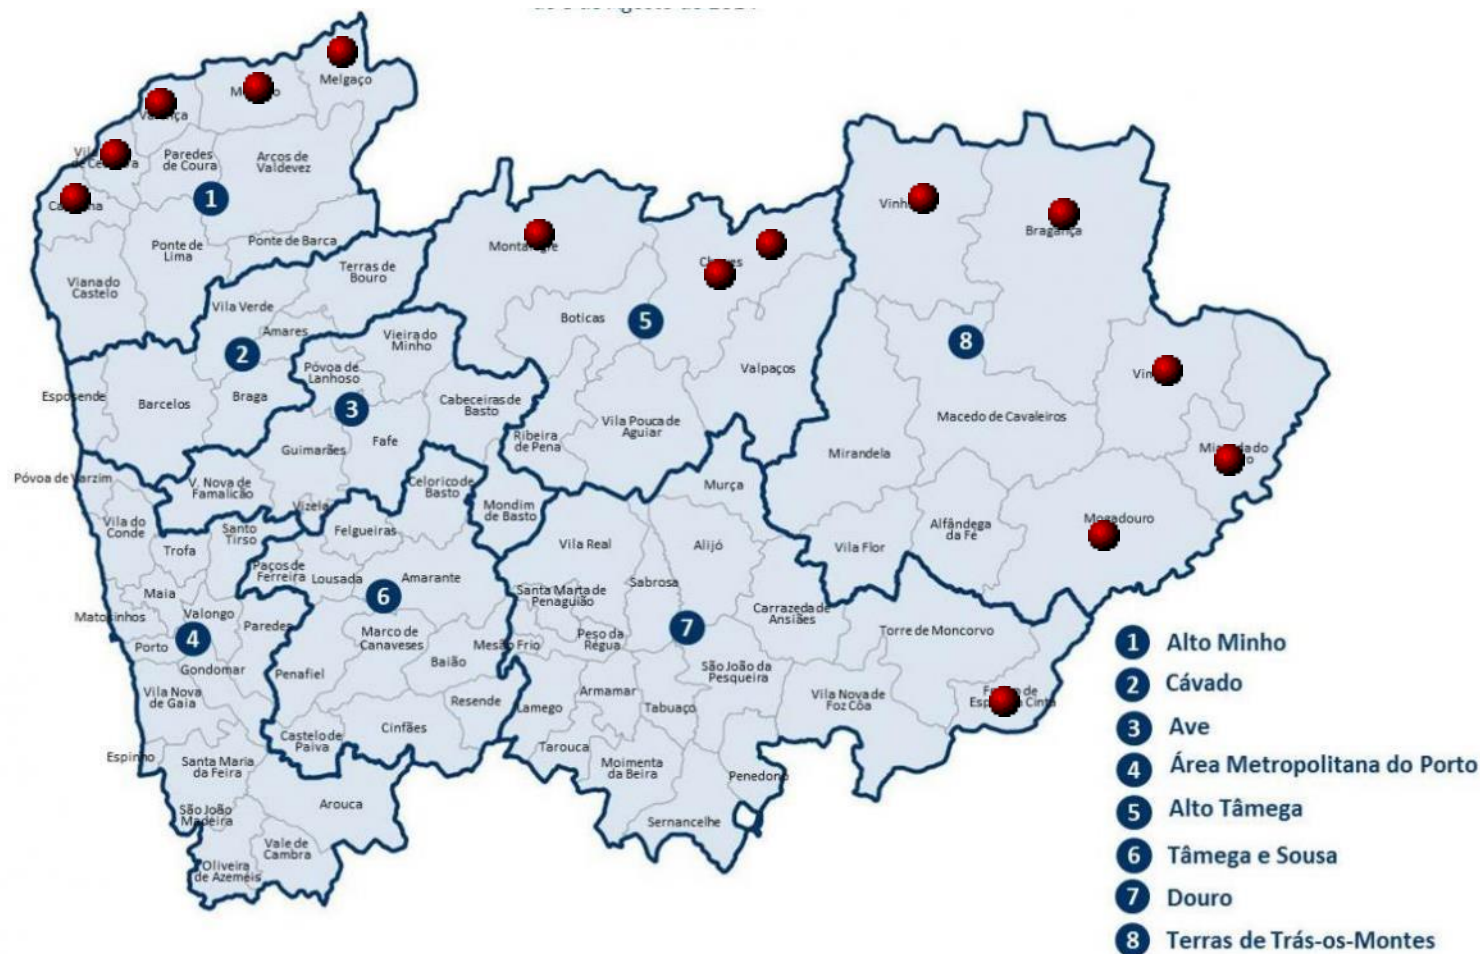 Melgaço
Paredes
de Coura
Arcos de
Valdevez
1
Ponte de
Lima
Ponte de Barca
Viana do
Castelo
Terras de
Bouro
Bragança
Vila Verde
Amares
2
Vieira do
Minho
Boticas
5
8
Póvoa de
Lanhoso
Valpaços
Esposende
Barcelos
Braga
3
Cabeceiras de
Basto
Macedo de Cavaleiros
Guimarães
Fafe
Ribeira
de Pena
Vila Pouca de
Aguiar
Mirandela
Póvoa de Varzim
V. Nova de
Famalicão
Vizela
Celorico de
Basto
Mondim
de Basto
Murça
Vila do
Conde
Santo
Tirso
Felgueiras
Trofa
Vila Real
Alijó
Vila Flor
Alfândega
da Fé
Mogadouro
Paços de
Ferreira
Lousada
Amarante
6
Maia
Santa Marta de
Penaguião
Sabrosa
Matosinhos
Valongo
Paredes
4
Porto
Marco de
Canaveses
Mesão Frio
Peso da
Régua
7
Carrazeda de
Ansiães
Torre de Moncorvo
Gondomar
Penafiel
Baião
São João da
Pesqueira
Vila Nova
de Gaia
Resende
Lamego
Armamar
Tabuaço
Vila Nova de
Foz Côa
Castelo de
Paiva
Cinfães
Tarouca
Espinho
Santa Maria
da Feira
Moimenta
da Beira
Penedono
São João
Madeira
Arouca
Sernancelhe
Vale de
Cambra
Oliveira
de Azeméis
1 Alto Minho
2 Cávado
3 Ave
4 Área Metropolitana do Porto
5 Alto Tâmega
6 Tâmega e Sousa
7 Douro
8 Terras de Trás-os-Montes